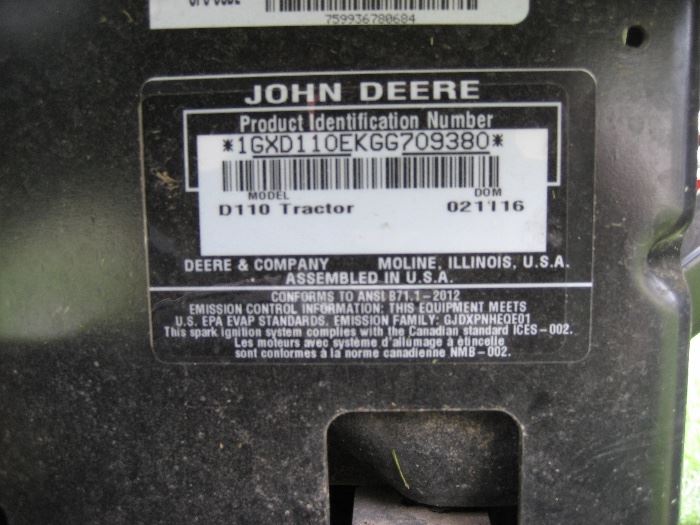 759936780684
JOHN DEERE
Product Identification Number
*1GXD110EKGG709380*
MODEL DOM
D110 Tractor 021116
DEERE & COMPANY MOLINE, ILLINOIS, U.S.A.
ASSEMBLED IN U.S.A.
CONFORMS TO ANSI B71.1-2012
EMISSION CONTROL INFORMATION: THIS EQUIPMENT MEETS
U.S. EPA EVAP STANDARDS. EMISSION FAMILY: GJDXPNHEQE01
This spark ignition system complies with the Canadian standard ICES-002.
Les moteurs avec système d'allumage à étincelle
sont conformes à la norme canadienne NMB-002.